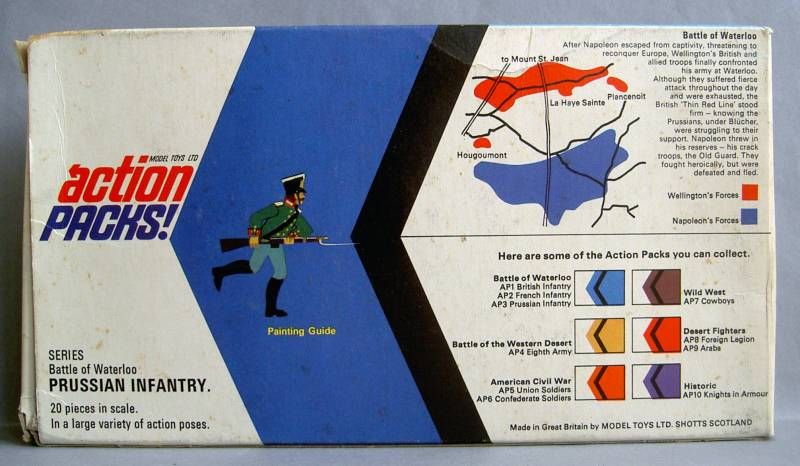 MODEL TOYS LTD
action
PACKS!
SERIES
Battle of Waterloo
PRUSSIAN INFANTRY.
20 pieces in scale.
In a large variety of action poses.
Painting Guide
to Mount St. Jean
La Haye Sainte
Plancenoit
Hougoumont
Battle of Waterloo
After Napoleon escaped from captivity, threatening to
reconquer Europe, Wellington's British and
allied troops finally confronted
his army at Waterloo.
Although they suffered fierce
attack throughout the day
and were exhausted, the
British 'Thin Red Line' stood
firm – knowing the
Prussians, under Blücher,
were struggling to their
support. Napoleon threw in
his reserves – his crack
troops, the Old Guard. They
fought heroically, but were
defeated and fled.
Wellington's Forces
Napoleon's Forces
Here are some of the Action Packs you can collect.
Battle of Waterloo
AP1 British Infantry
AP2 French Infantry
AP3 Prussian Infantry
Wild West
AP7 Cowboys
Battle of the Western Desert
AP4 Eighth Army
Desert Fighters
AP8 Foreign Legion
AP9 Arabs
American Civil War
AP5 Union Soldiers
AP6 Confederate Soldiers
Historic
AP10 Knights in Armour
Made in Great Britain by MODEL TOYS LTD. SHOTTS SCOTLAND